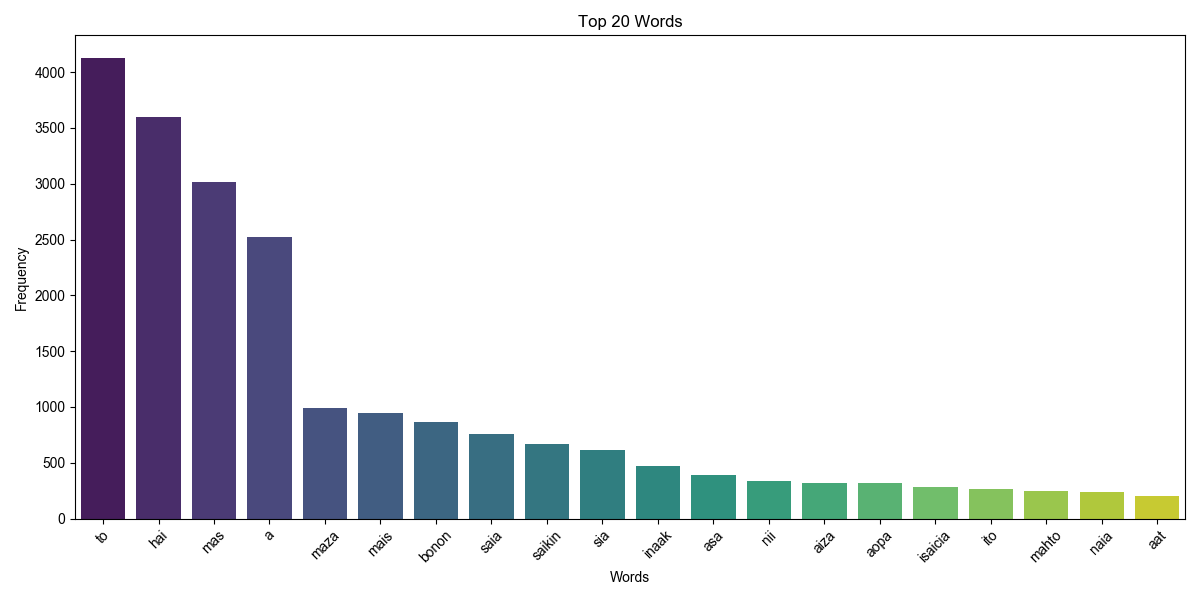 Top 20 Words
Frequency
4000
3500
3000
2500
2000
1500
1000
500
0
to hai mas a maza mais bonon saia saikin sia inaak asa nii aiza aopa isaicia ito mahto naia aat
Words